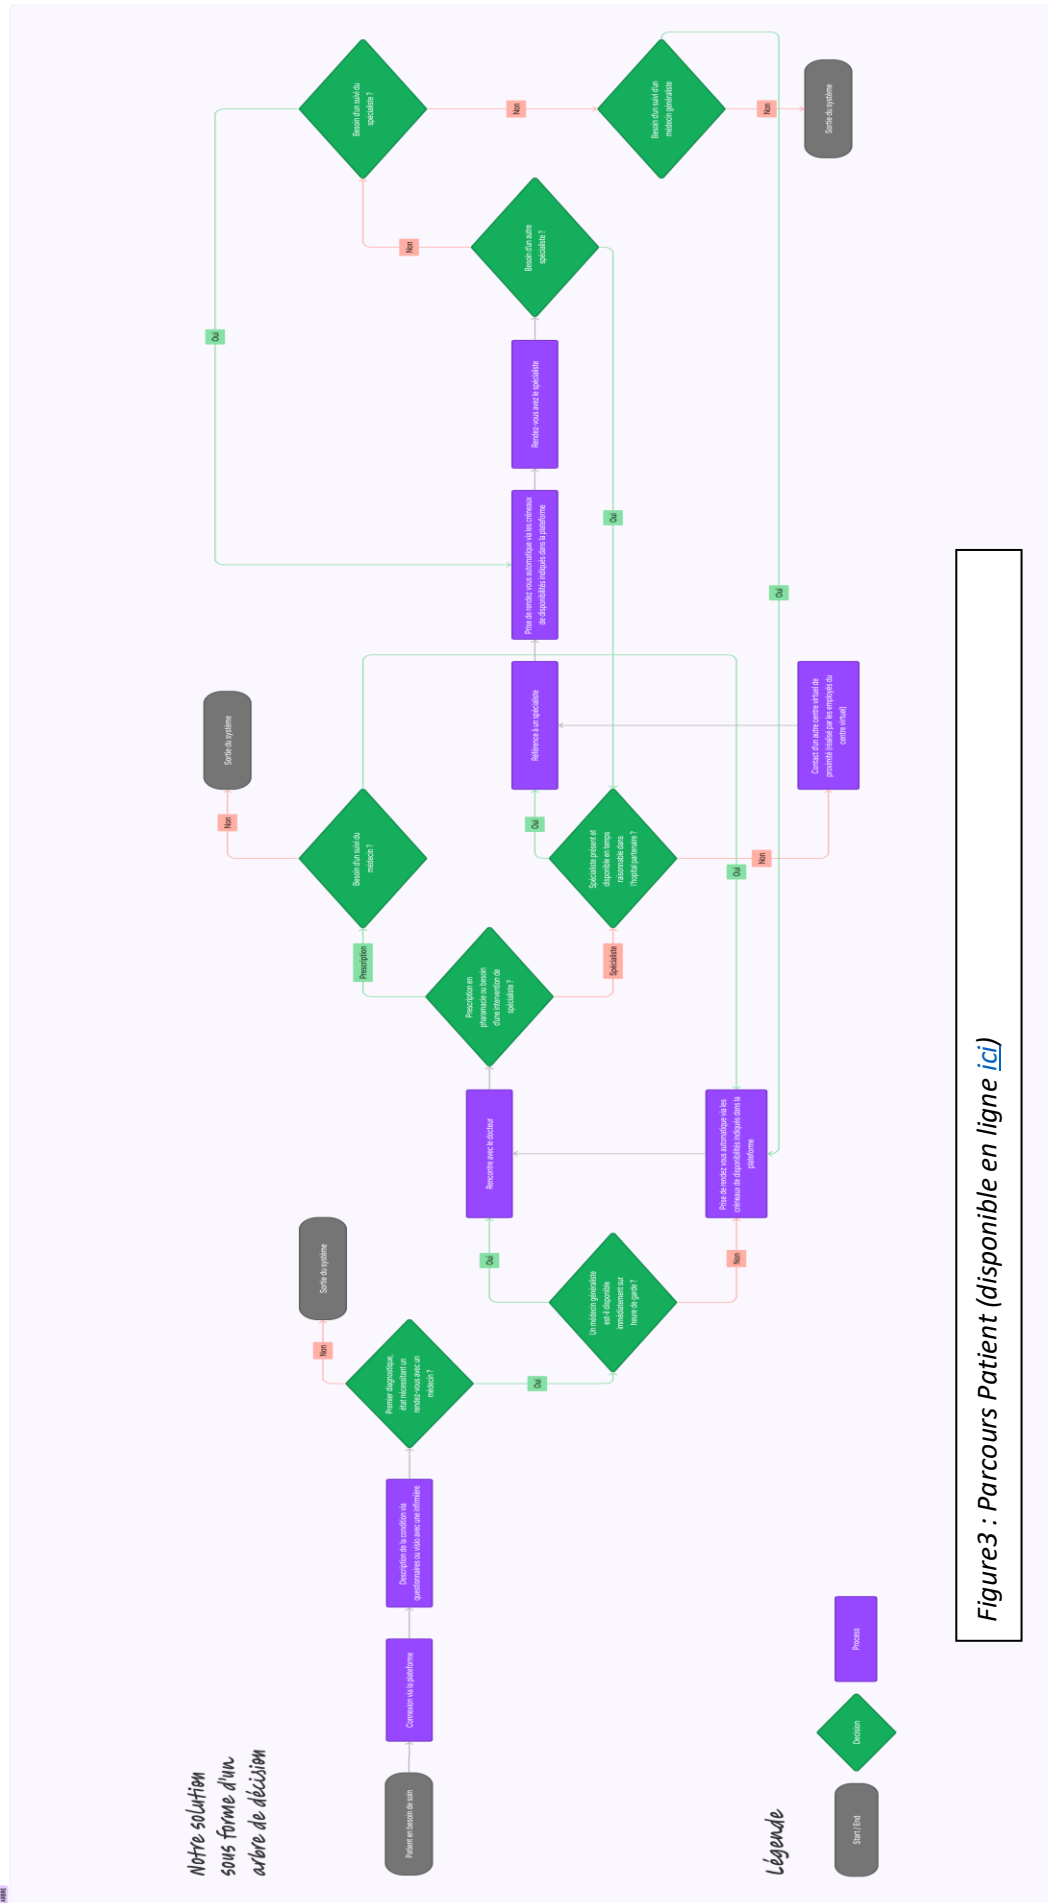 Notre solution
sous forme d'un
arbre de décision
Patient en besoin de soin
Connexion via la plateforme
Description de la condition via
questionnaires ou visio avec une infirmière
Premier diagnostique,
état nécessitant un
rendez-vous avec un
médecin ?
Non
Sortie du système
Oui
Un médecin généraliste
est-il disponible
immédiatement sur
heure de garde ?
Oui
Non
Rencontre avec le docteur
Prise de rendez vous automatique via les
créneaux de disponibilités indiqués dans la
plateforme
Prescription en
pharamacie ou besoin
d'une intervention de
spécialiste ?
Prescription
Spécialiste
Besoin d'un suivi du
médecin ?
Non
Sortie du système
Oui
Spécialiste présent et
disponible en temps
raisonnable dans
l'hopital partenaire ?
Oui
Non
Référence à un spécialiste
Contact d'un autre centre virtuel de
proximité (réalisé par les employés du
centre virtuel)
Prise de rendez vous automatique via les créneaux
de disponibilités indiqués dans la plateforme
Rendez-vous avez le spécialiste
Besoin d'un autre
spécialiste ?
Oui
Non
Besoin d'un suivi du
spécialiste ?
Oui
Non
Besoin d'un suivi d'un
médecin généraliste
Oui
Non
Sortie du système
Légende
Start / End
Decision
Process
Figure3 : Parcours Patient (disponible en ligne ici)